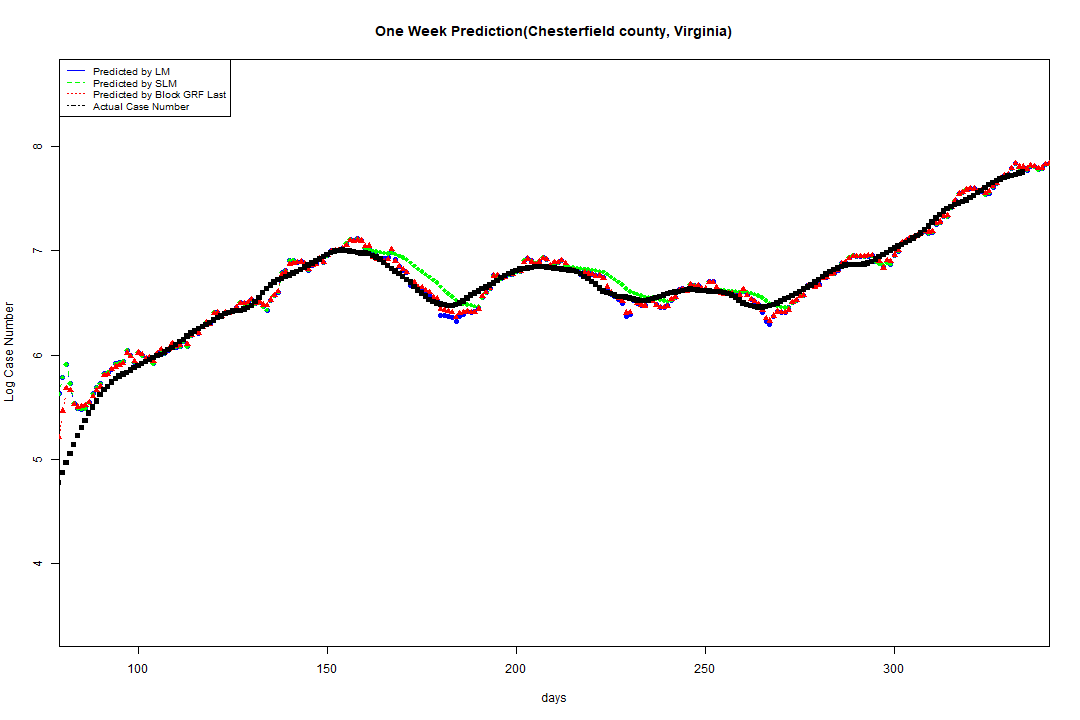 One Week Prediction(Chesterfield county, Virginia)
Predicted by LM
Predicted by SLM
Predicted by Block GRF Last
Actual Case Number
Log Case Number
8
7
6
5
4
100 150 200 250 300
days